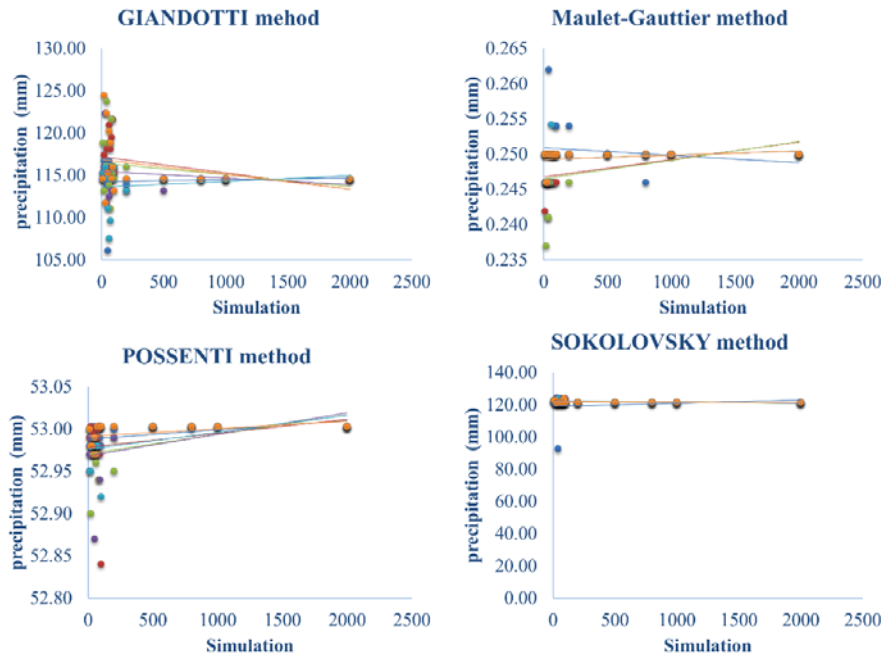 GIANDOTTI mehod
precipitation (mm)
130.00
125.00
120.00
115.00
110.00
105.00
0 500 1000 1500 2000 2500
Simulation
Maulet-Gauttier method
precipitation (mm)
0.265
0.260
0.255
0.250
0.245
0.240
0.235
0 500 1000 1500 2000 2500
Simulation
POSSENTI method
precipitation (mm)
53.05
53.00
52.95
52.90
52.85
52.80
0 500 1000 1500 2000 2500
Simulation
SOKOLOVSKY method
precipitation (mm)
140.00
120.00
100.00
80.00
60.00
40.00
20.00
0.00
0 500 1000 1500 2000 2500
Simulation